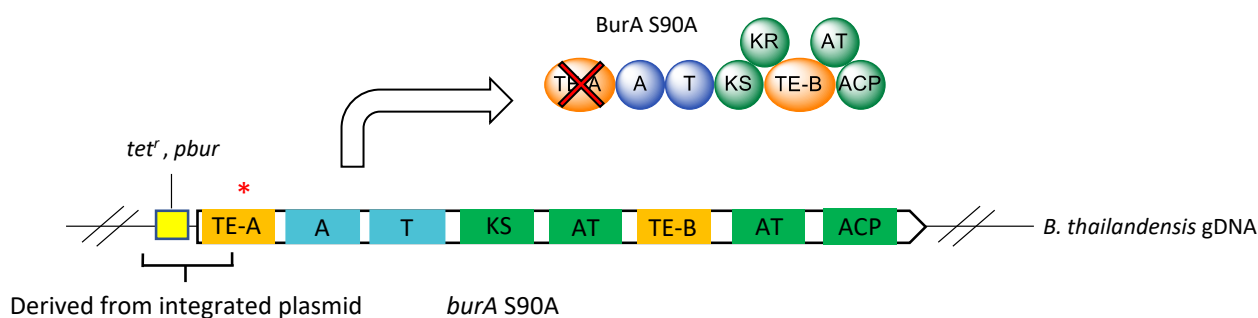 BurA S90A
KR AT
TE-A A T KS TE-B ACP
tetʳ , pbur
*
TE-A A T KS AT TE-B AT ACP
B. thailandensis gDNA
Derived from integrated plasmid burA S90A